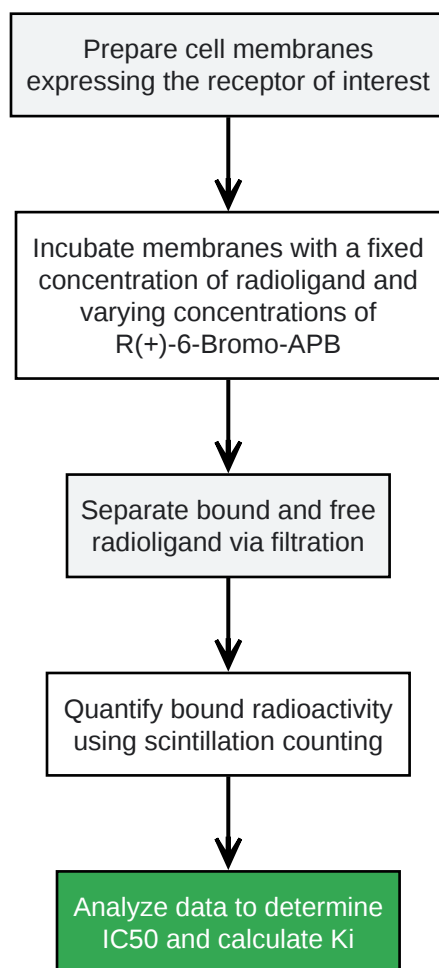 Prepare cell membranes
expressing the receptor of interest
Incubate membranes with a fixed
concentration of radioligand and
varying concentrations of
R(+)-6-Bromo-APB
Separate bound and free
radioligand via filtration
Quantify bound radioactivity
using scintillation counting
Analyze data to determine
IC50 and calculate Ki